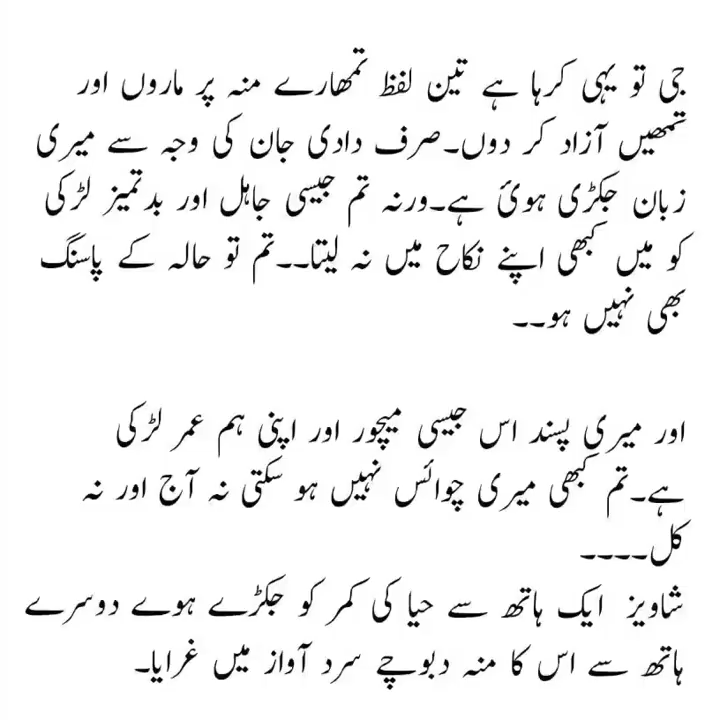 جی تو یہی کرہا ہے تین لفظ تمھارے منہ پر ماروں اور
تمھیں آزاد کر دوں۔صرف دادی جان کی وجہ سے میری
زبان جکڑی ہوئ ہے۔ورنہ تم جیسی جاہل اور بدتمیز لڑکی
کو میں کبھی اپنے نکاح میں نہ لیتا۔۔تم تو حالہ کے پاسنگ
بھی نہیں ہو۔۔
اور میری پسند اس جیسی میچور اور اپنی ہم عمر لڑکی
ہے۔تم کبھی میری چوائس نہیں ہو سکتی نہ آج اور نہ
کل۔۔۔۔
شاویز ایک ہاتھ سے حیا کی کمر کو جکڑے ہوے دوسرے
ہاتھ سے اس کا منہ دبوچے سرد آواز میں غرایا۔